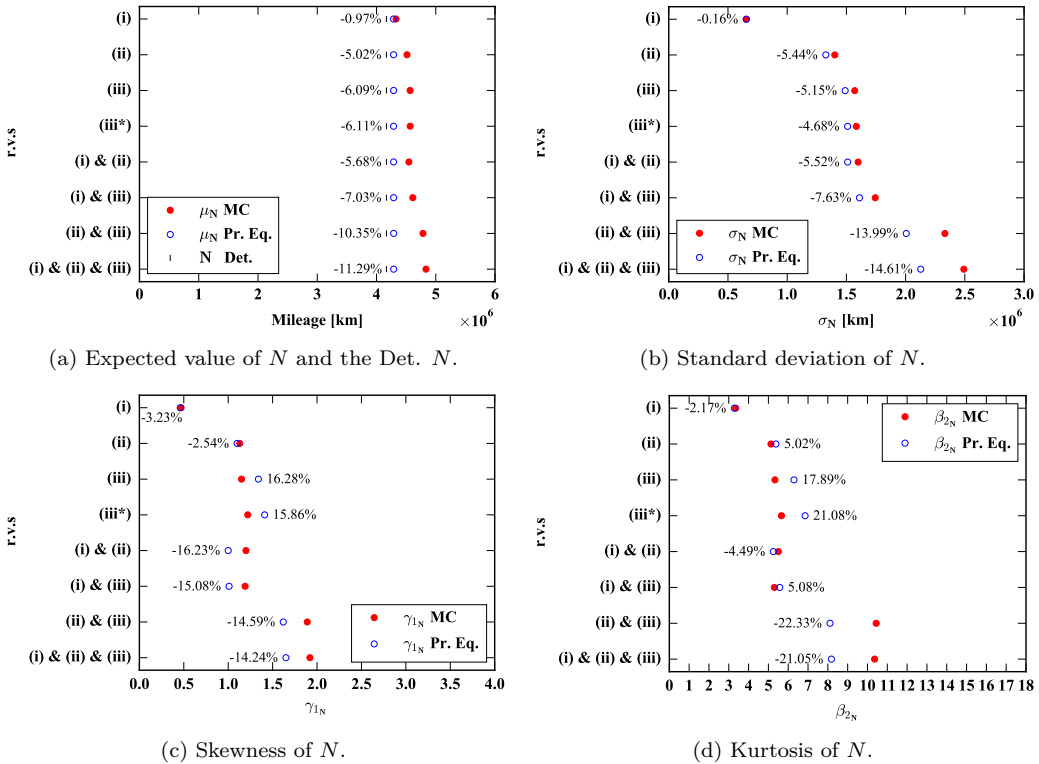 (i)
-0.97%
(ii)
-5.02%
(iii)
-6.09%
(iii*)
-6.11%
(i) & (ii)
-5.68%
(i) & (iii)
-7.03%
(ii) & (iii)
-10.35%
(i) & (ii) & (iii)
-11.29%
r.v.s
μN MC
μN Pr. Eq.
N Det.
0 1 2 3 4 5 6
Mileage [km]
×10^6
(a) Expected value of N and the Det. N.
(i)
-0.16%
(ii)
-5.44%
(iii)
-5.15%
(iii*)
-4.68%
(i) & (ii)
-5.52%
(i) & (iii)
-7.63%
(ii) & (iii)
-13.99%
(i) & (ii) & (iii)
-14.61%
r.v.s
σN MC
σN Pr. Eq.
0.0 0.5 1.0 1.5 2.0 2.5 3.0
σN [km]
×10^6
(b) Standard deviation of N.
(i)
-3.23%
(ii)
-2.54%
(iii)
16.28%
(iii*)
15.86%
(i) & (ii)
-16.23%
(i) & (iii)
-15.08%
(ii) & (iii)
-14.59%
(i) & (ii) & (iii)
-14.24%
r.v.s
γ1N MC
γ1N Pr. Eq.
0.0 0.5 1.0 1.5 2.0 2.5 3.0 3.5 4.0
γ1N
(c) Skewness of N.
(i)
-2.17%
(ii)
5.02%
(iii)
17.89%
(iii*)
21.08%
(i) & (ii)
-4.49%
(i) & (iii)
5.08%
(ii) & (iii)
-22.33%
(i) & (ii) & (iii)
-21.05%
r.v.s
β2N MC
β2N Pr. Eq.
0 1 2 3 4 5 6 7 8 9 10 11 12 13 14 15 16 17 18
β2N
(d) Kurtosis of N.